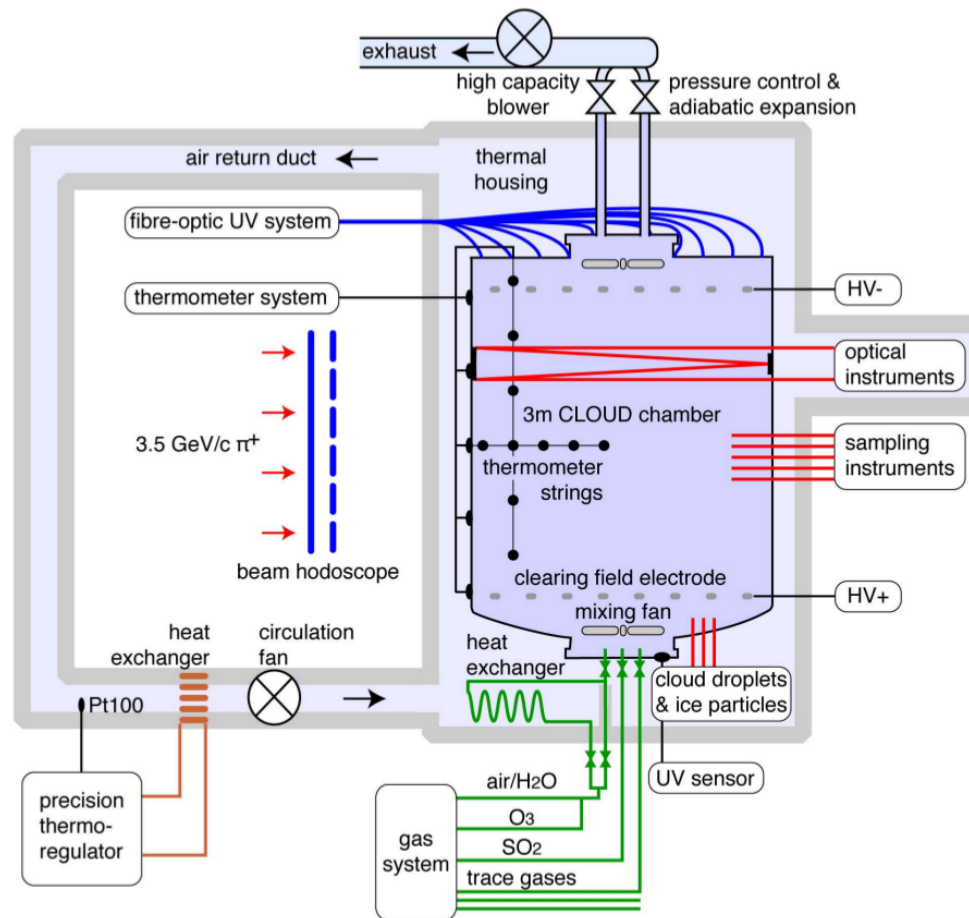 exhaust
high capacity
blower
pressure control &
adiabatic expansion
air return duct
thermal
housing
fibre-optic UV system
thermometer system
HV-
optical
instruments
3m CLOUD chamber
3.5 GeV/c π+
sampling
instruments
thermometer
strings
beam hodoscope
clearing field electrode
HV+
mixing fan
heat
exchanger
circulation
fan
heat
exchanger
cloud droplets
& ice particles
Pt100
UV sensor
precision
thermo-
regulator
air/H2O
O3
gas
system
SO2
trace gases